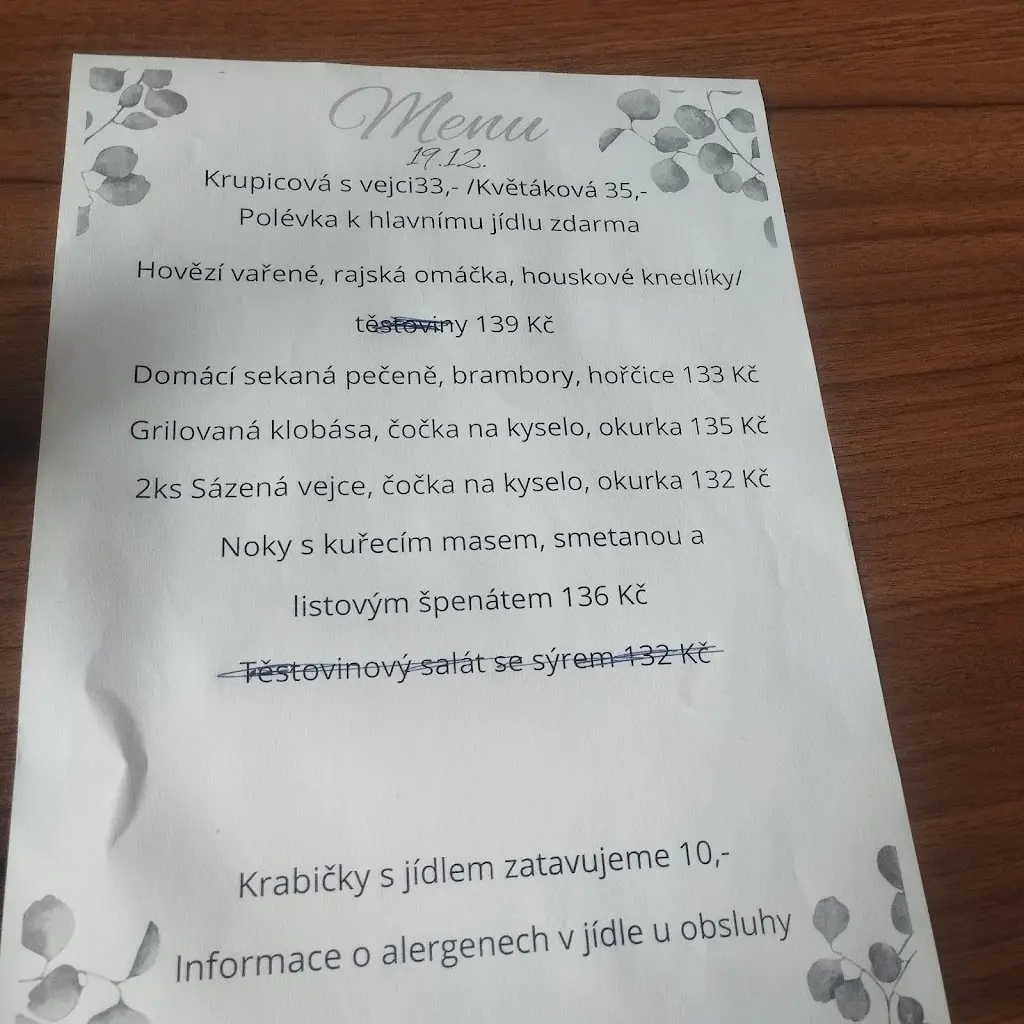 Menu
19.12.
Krupicová s vejci33,- /Květáková 35,-
Polévka k hlavnímu jídlu zdarma
Hovězí vařené, rajská omáčka, houskové knedlíky/
těstoviny 139 Kč
Domácí sekaná pečeně, brambory, hořčice 133 Kč
Grilovaná klobása, čočka na kyselo, okurka 135 Kč
2ks Sázená vejce, čočka na kyselo, okurka 132 Kč
Noky s kuřecím masem, smetanou a
listovým špenátem 136 Kč
Těstovinový salát se sýrem 132 Kč
Krabičky s jídlem zatavujeme 10,-
Informace o alergenech v jídle u obsluhy